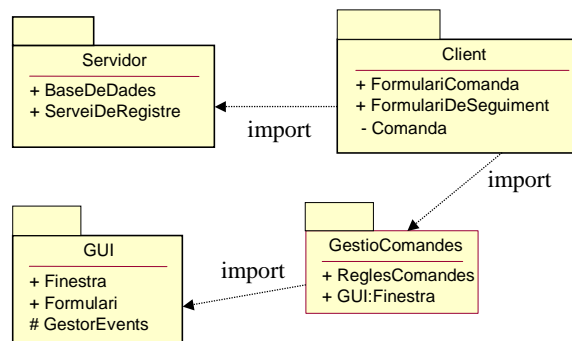 Servidor
+ BaseDeDades
+ ServeiDeRegistre
Client
+ FormulariComanda
+ FormulariDeSeguiment
- Comanda
import
import
GUI
+ Finestra
+ Formulari
# GestorEvents
import
GestioComandes
+ ReglesComandes
+ GUI:Finestra